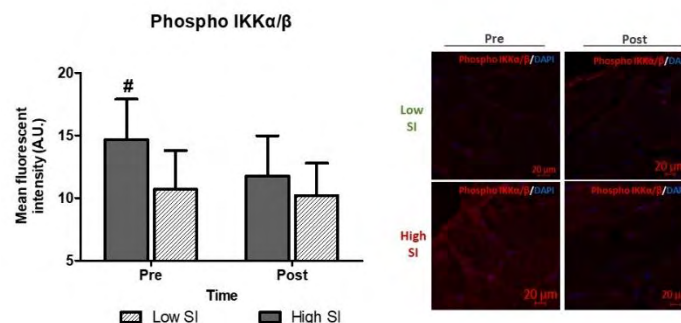 Phospho IKKα/β
Mean fluorescent
intensity (A.U.)
20
15
10
5
#
Pre
Post
Time
Low SI
High SI
Pre
Post
Low
SI
Phospho IKKα/β/DAPI
20 μm
Phospho IKKα/β/DAPI
20 μm
High
SI
Phospho IKKα/β/DAPI
20 μm
Phospho IKKα/β/DAPI
20 μm